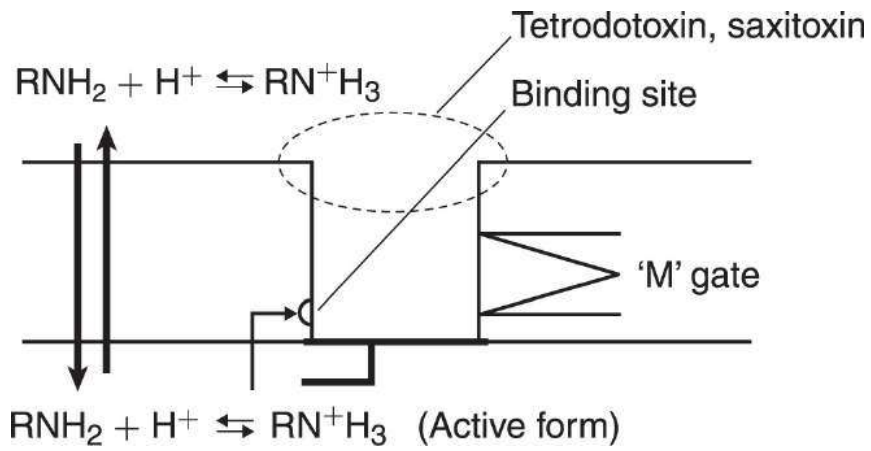 Tetrodotoxin, saxitoxin
RNH₂ + H⁺ ⇆ RN⁺H₃
Binding site
‘M’ gate
RNH₂ + H⁺ ⇆ RN⁺H₃ (Active form)